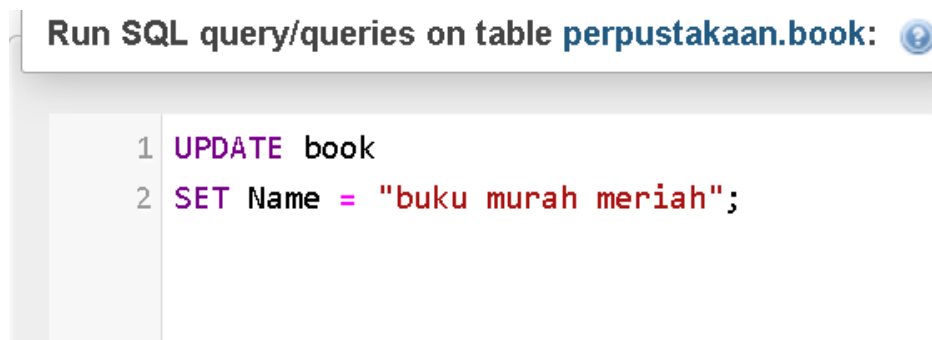 Run SQL query/queries on table perpustakaan.book:
1 UPDATE book
2 SET Name = "buku murah meriah";